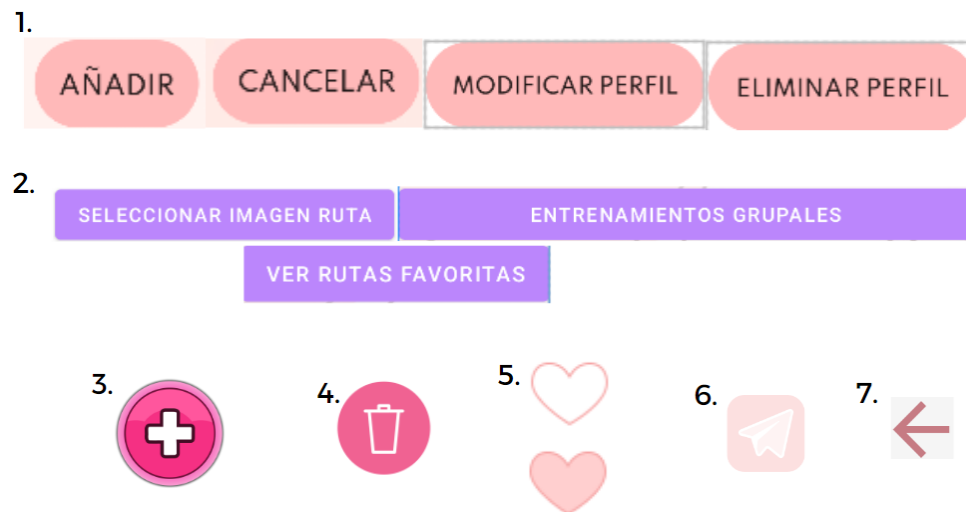 1.
AÑADIR CANCELAR MODIFICAR PERFIL ELIMINAR PERFIL
2.
SELECCIONAR IMAGEN RUTA ENTRENAMIENTOS GRUPALES
VER RUTAS FAVORITAS
3. 4. 5. 6. 7.